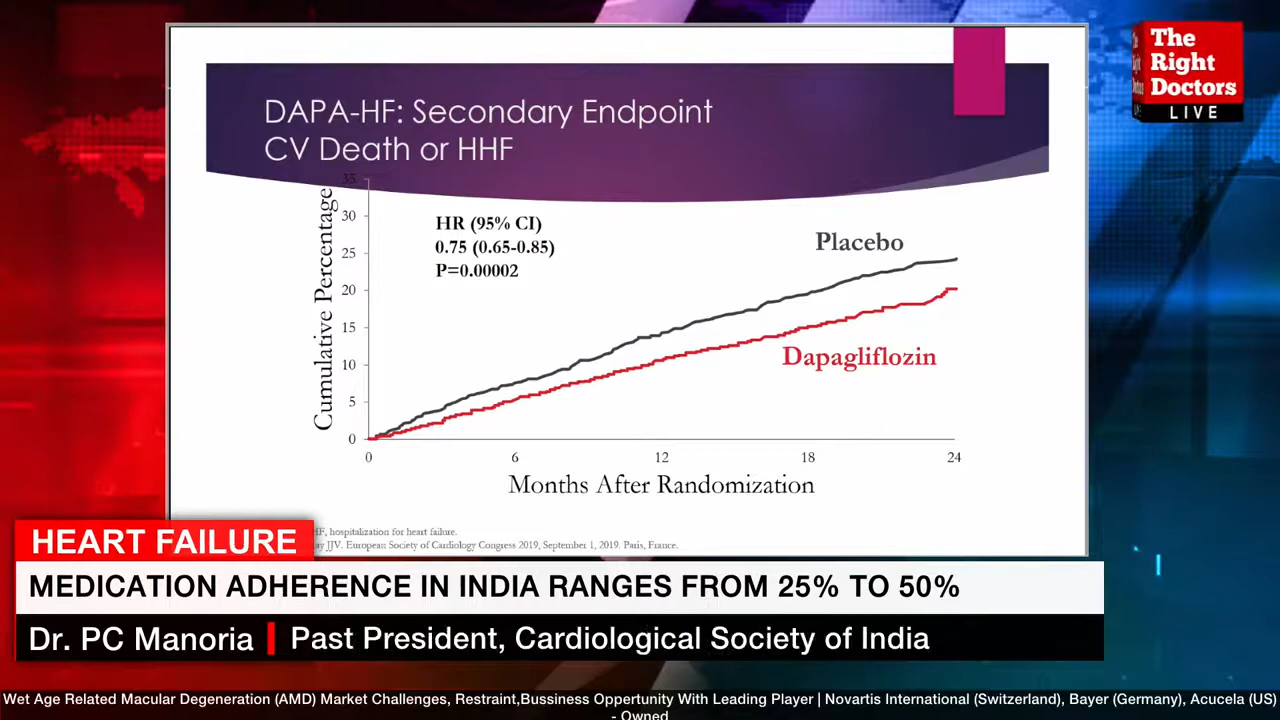 The
Right
Doctors
LIVE
DAPA-HF: Secondary Endpoint
CV Death or HHF
Cumulative Percentage
35
30
25
20
15
10
5
0
HR (95% CI)
0.75 (0.65-0.85)
P=0.00002
Placebo
Dapagliflozin
0 6 12 18 24
Months After Randomization
hospitalization for heart failure.
JJV. European Society of Cardiology Congress 2019, September 1, 2019. Paris, France.
HEART FAILURE
MEDICATION ADHERENCE IN INDIA RANGES FROM 25% TO 50%
Dr. PC Manoria | Past President, Cardiological Society of India
Wet Age Related Macular Degeneration (AMD) Market Challenges, Restraint,Bussiness Oppertunity With Leading Player | Novartis International (Switzerland), Bayer (Germany), Acucela (US)
- Owned